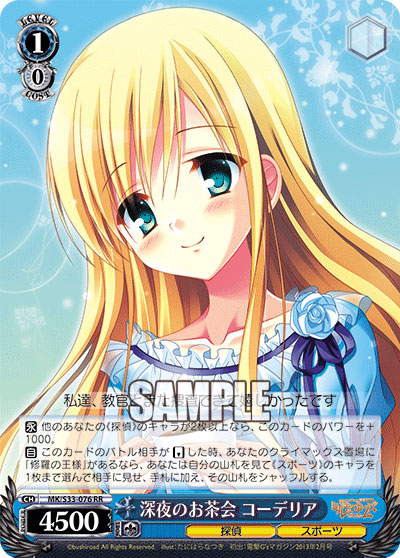 LEVEL
1
0
COST
私達、教官と
かったです
SAMPLE
永 他のあなたの《探偵》のキャラが2枚以上なら、このカードのパワーを+
1000。
このカードのバトル相手が した時、あなたのクライマックス置場に
「修羅の王様」があるなら、あなたは自分の山札を見て《スポーツ》のキャラを
1枚まで選んで相手に見せ、手札に加え、その山札をシャッフルする。
CH MK/S33-076 RR
深夜のお茶会 コーデリア
4500
POWER
探偵 スポーツ
©bushiroad All Rights Reserved. illust:たにはらなつき 初出:電撃G'sマガジン2013年2月号